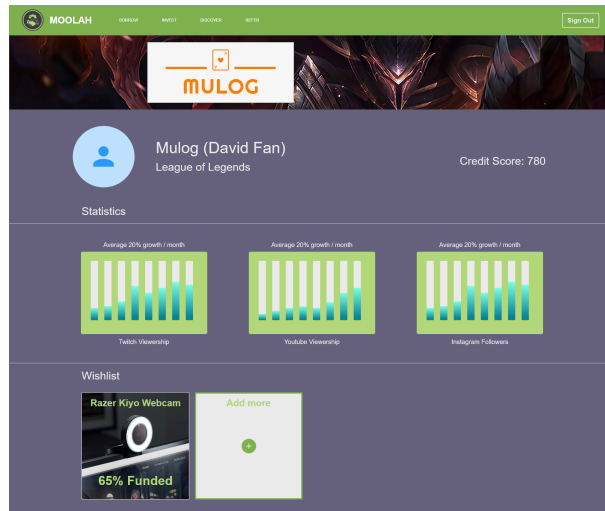 MOOLAH
BORROW
INVEST
DISCOVER
REFER
Sign Out
MULOG
Mulog (David Fan)
League of Legends
Credit Score: 780
Statistics
Average 20% growth / month
Average 20% growth / month
Average 20% growth / month
Twitch Viewership
Youtube Viewership
Instagram Followers
Wishlist
Razer Kiyo Webcam
65% Funded
Add more